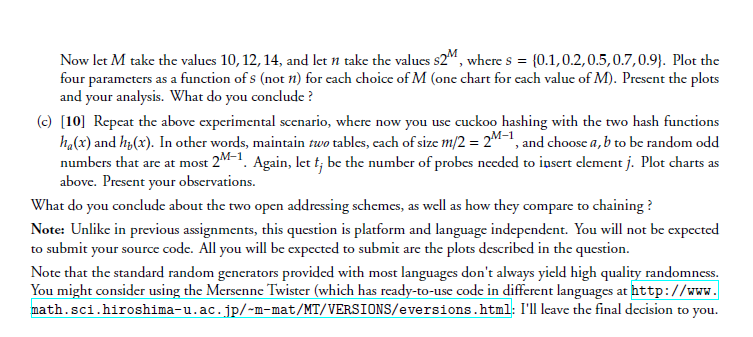 Now let M take the values 10, 12, 14, and let n take the values s2^M, where s = {0.1, 0.2, 0.5, 0.7, 0.9}. Plot the
four parameters as a function of s (not n) for each choice of M (one chart for each value of M). Present the plots
and your analysis. What do you conclude ?
(c) [10] Repeat the above experimental scenario, where now you use cuckoo hashing with the two hash functions
h_a(x) and h_b(x). In other words, maintain two tables, each of size m/2 = 2^{M−1}, and choose a, b to be random odd
numbers that are at most 2^{M−1}. Again, let t_j be the number of probes needed to insert element j. Plot charts as
above. Present your observations.
What do you conclude about the two open addressing schemes, as well as how they compare to chaining ?
Note: Unlike in previous assignments, this question is platform and language independent. You will not be expected
to submit your source code. All you will be expected to submit are the plots described in the question.
Note that the standard random generators provided with most languages don't always yield high quality randomness.
You might consider using the Mersenne Twister (which has ready-to-use code in different languages at http://www.
math.sci.hiroshima-u.ac.jp/~m-mat/MT/VERSIONS/eversions.html; I'll leave the final decision to you.